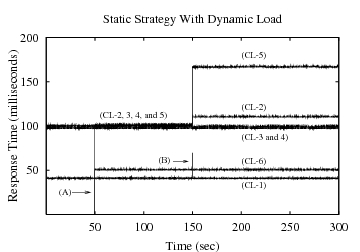 Static Strategy With Dynamic Load
Response Time (milliseconds)
200
150
100
50
(CL-5)
(CL-2)
(CL-2, 3, 4, and 5)
(CL-3 and 4)
(B)
(CL-6)
(A)
(CL-1)
50 100 150 200 250 300
Time (sec)